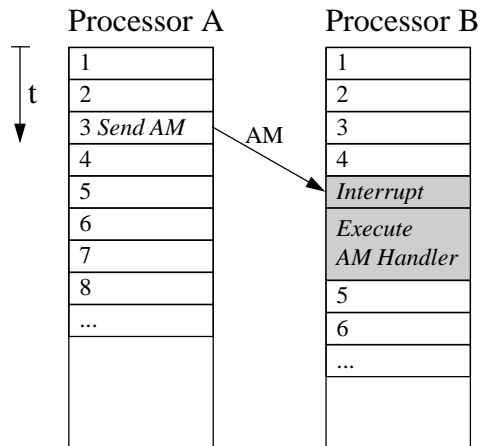 Processor A
Processor B
t
1
2
3 Send AM
4
5
6
7
8
...
AM
1
2
3
4
Interrupt
Execute
AM Handler
5
6
...